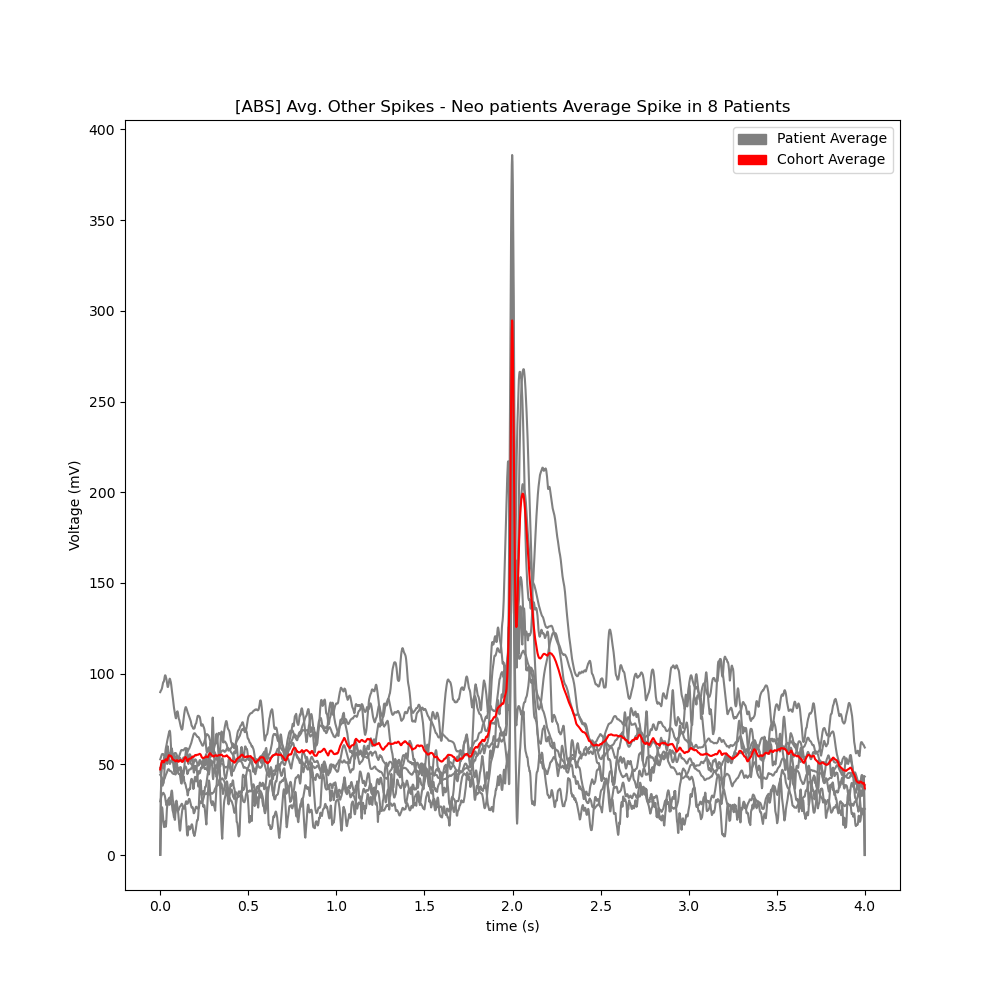 [ABS] Avg. Other Spikes - Neo patients Average Spike in 8 Patients
Patient Average
Cohort Average
400
350
300
250
200
150
100
50
0
Voltage (mV)
0.0 0.5 1.0 1.5 2.0 2.5 3.0 3.5 4.0
time (s)